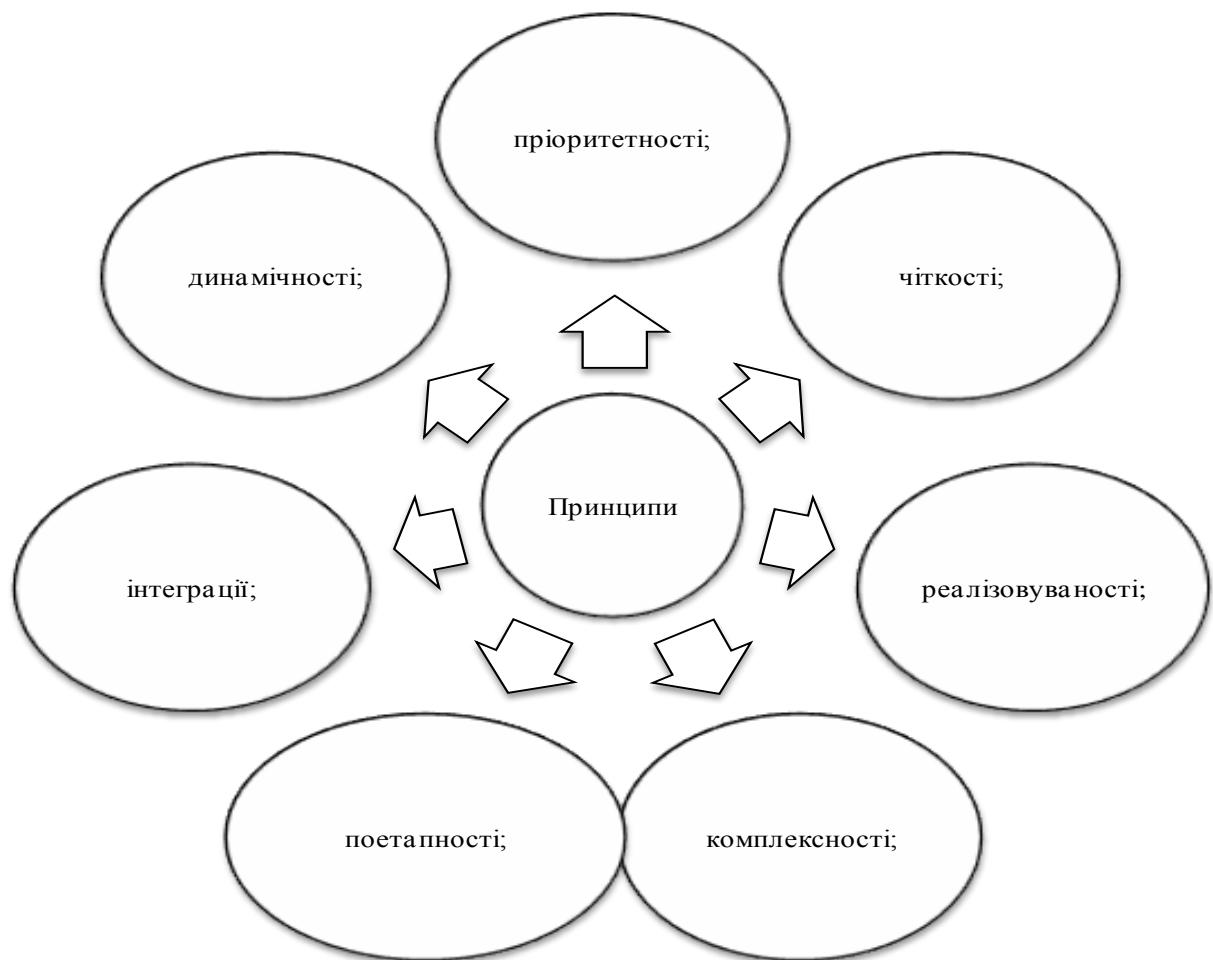 пріоритетності;
динамічності;
чіткості;
Принципи
інтеграції;
реалізовуваності;
поетапності;
комплексності;